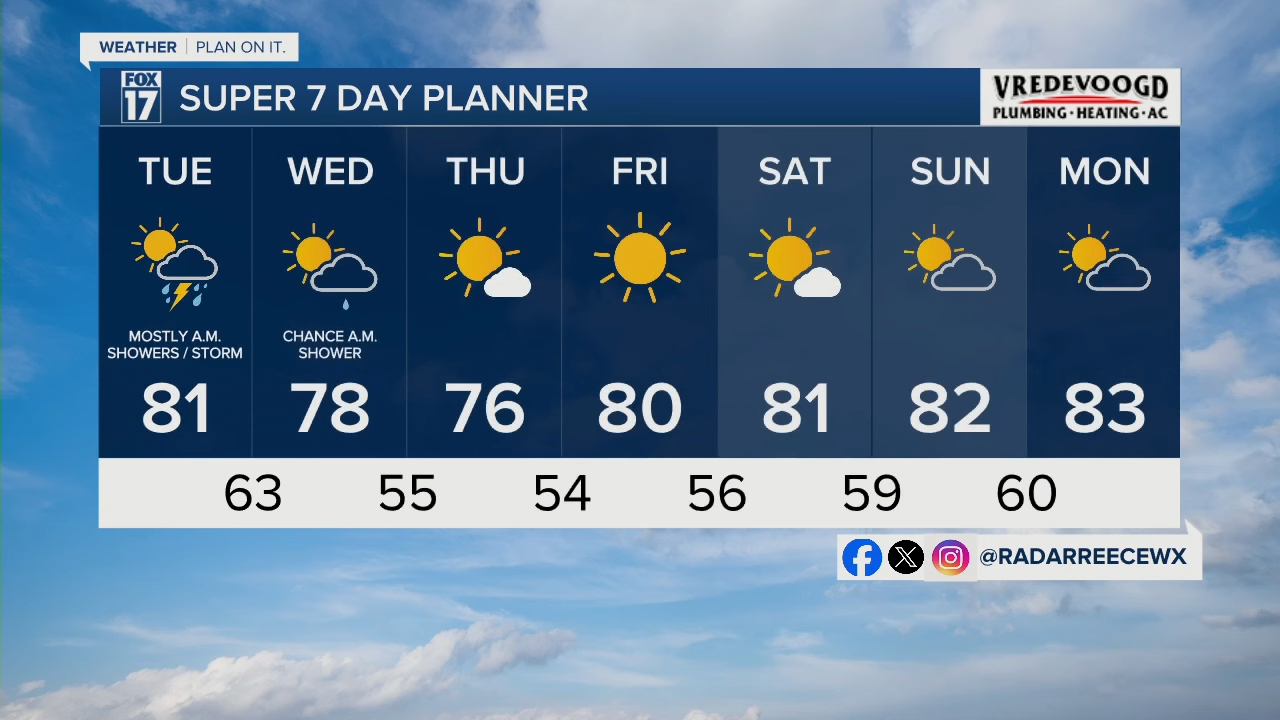 WEATHER | PLAN ON IT.
FOX
17
SUPER 7 DAY PLANNER
VREDEVOOGD
PLUMBING · HEATING · AC
TUE WED THU FRI SAT SUN MON
MOSTLY A.M.
SHOWERS / STORM
CHANCE A.M.
SHOWER
81 78 76 80 81 82 83
63 55 54 56 59 60
@RADARREECEWX